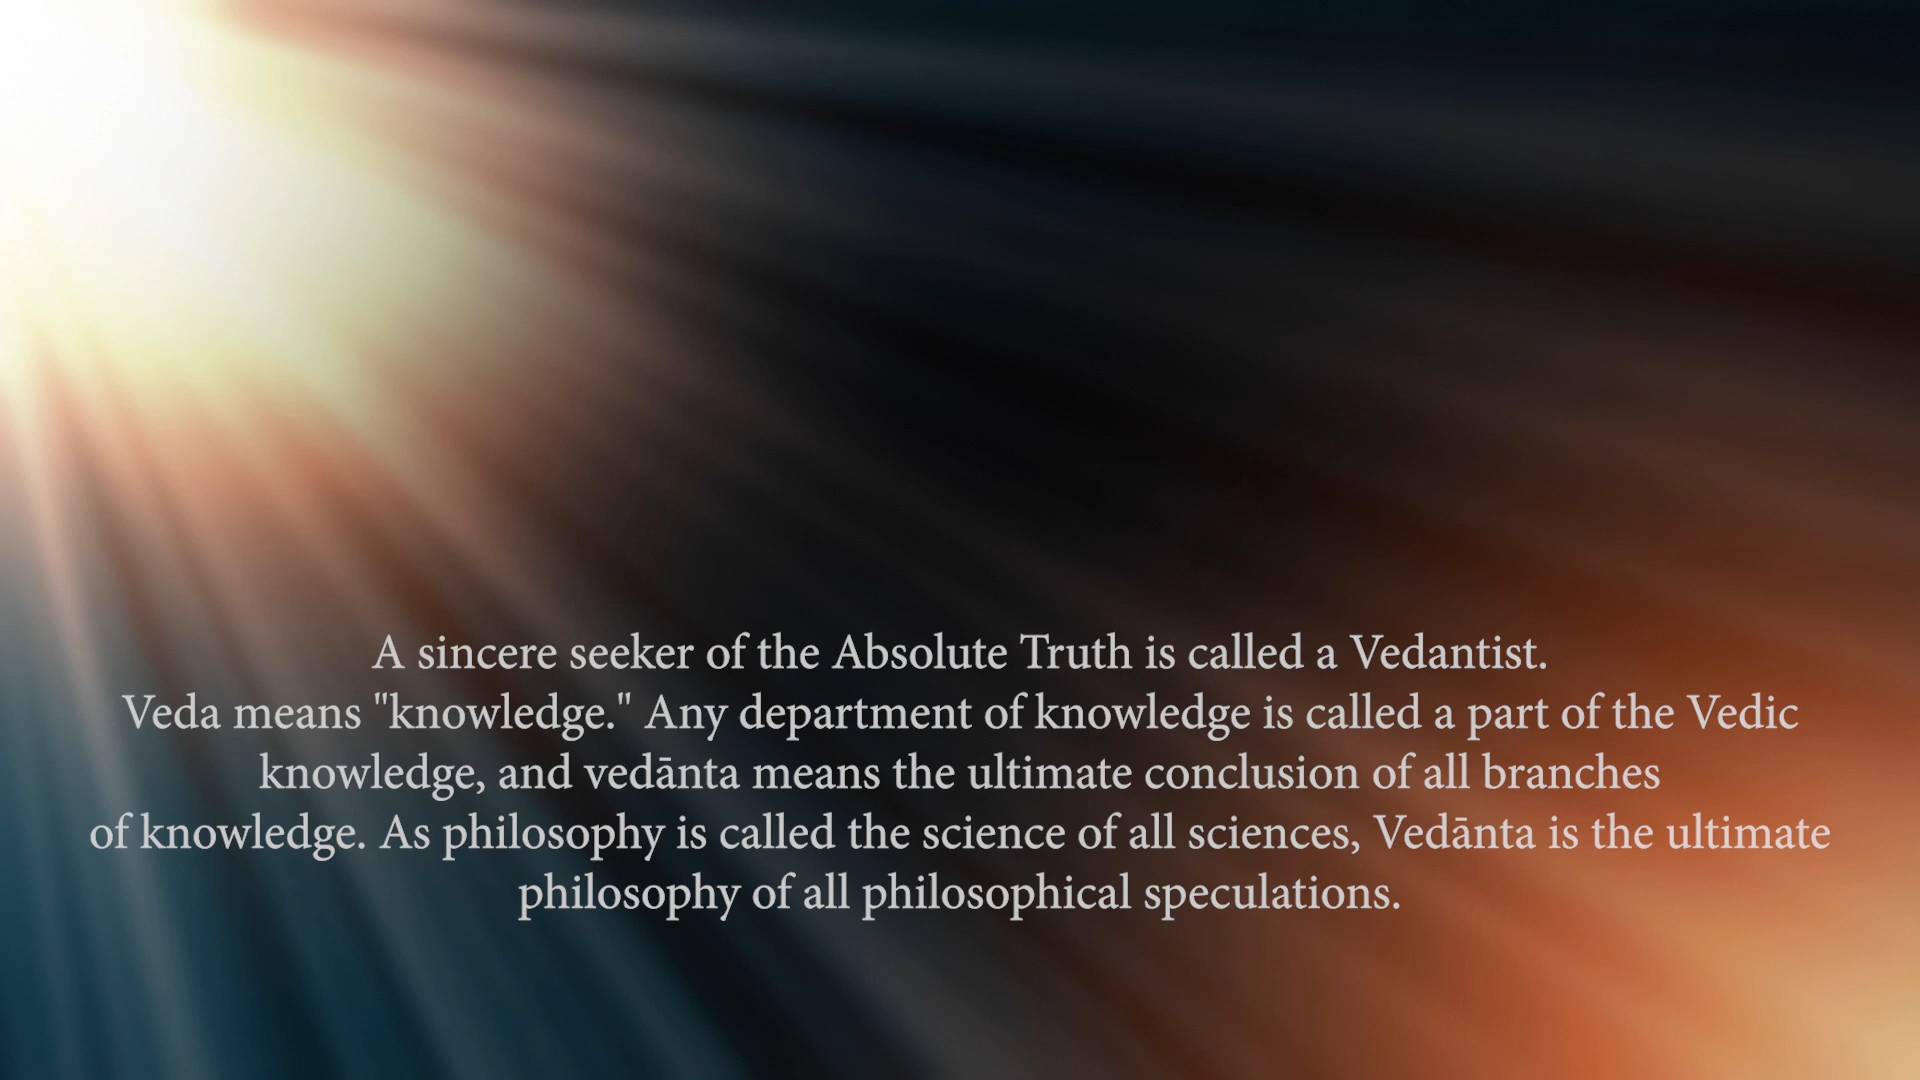 A sincere seeker of the Absolute Truth is called a Vedantist.
Veda means "knowledge." Any department of knowledge is called a part of the Vedic
knowledge, and vedānta means the ultimate conclusion of all branches
of knowledge. As philosophy is called the science of all sciences, Vedānta is the ultimate
philosophy of all philosophical speculations.